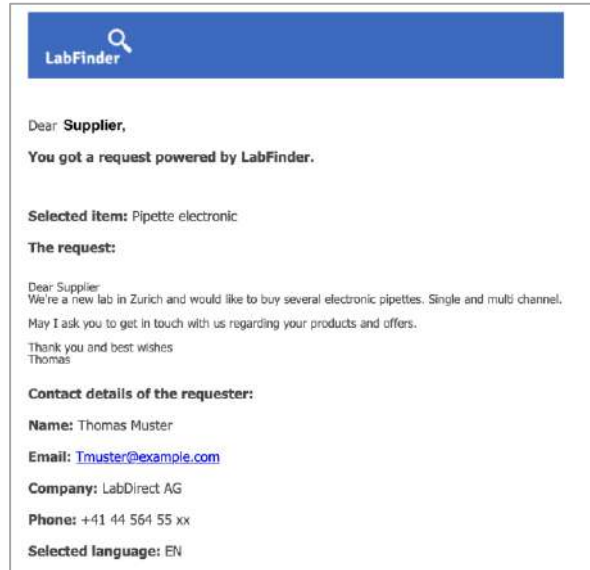 LabFinder
Dear Supplier,
You got a request powered by LabFinder.
Selected item: Pipette electronic
The request:
Dear Supplier
We're a new lab in Zurich and would like to buy several electronic pipettes. Single and multi channel.
May I ask you to get in touch with us regarding your products and offers.
Thank you and best wishes
Thomas
Contact details of the requester:
Name: Thomas Muster
Email: Tmuster@example.com
Company: LabDirect AG
Phone: +41 44 564 55 xx
Selected language: EN